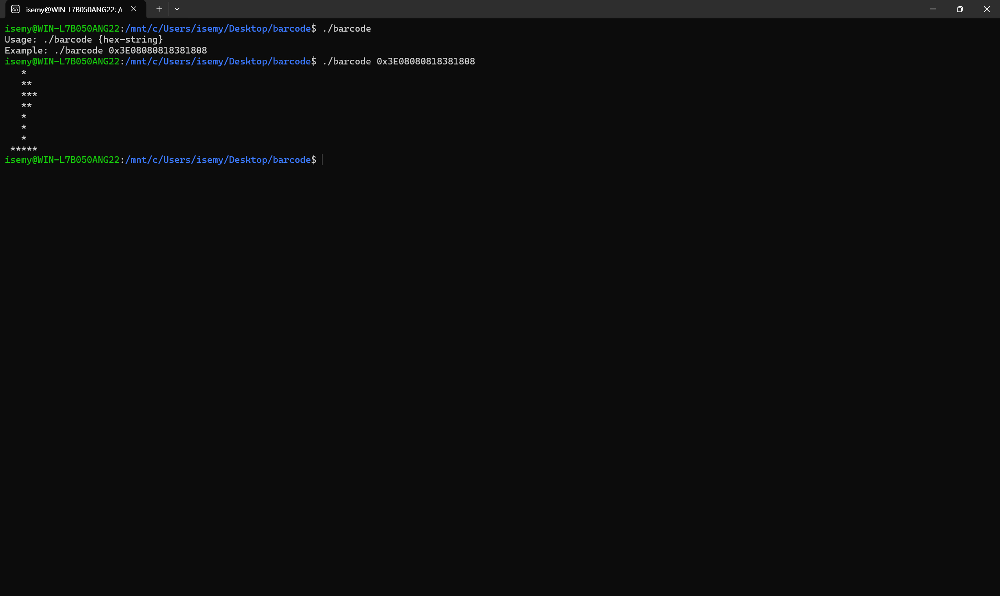 isemy@WIN-L7B050ANG22: /
isemy@WIN-L7B050ANG22:/mnt/c/Users/isemy/Desktop/barcode$ ./barcode
Usage: ./barcode {hex-string}
Example: ./barcode 0x3E08080818381808
isemy@WIN-L7B050ANG22:/mnt/c/Users/isemy/Desktop/barcode$ ./barcode 0x3E08080818381808
   *
   **
   ***
   **
   *
   *
   *
 *****
isemy@WIN-L7B050ANG22:/mnt/c/Users/isemy/Desktop/barcode$